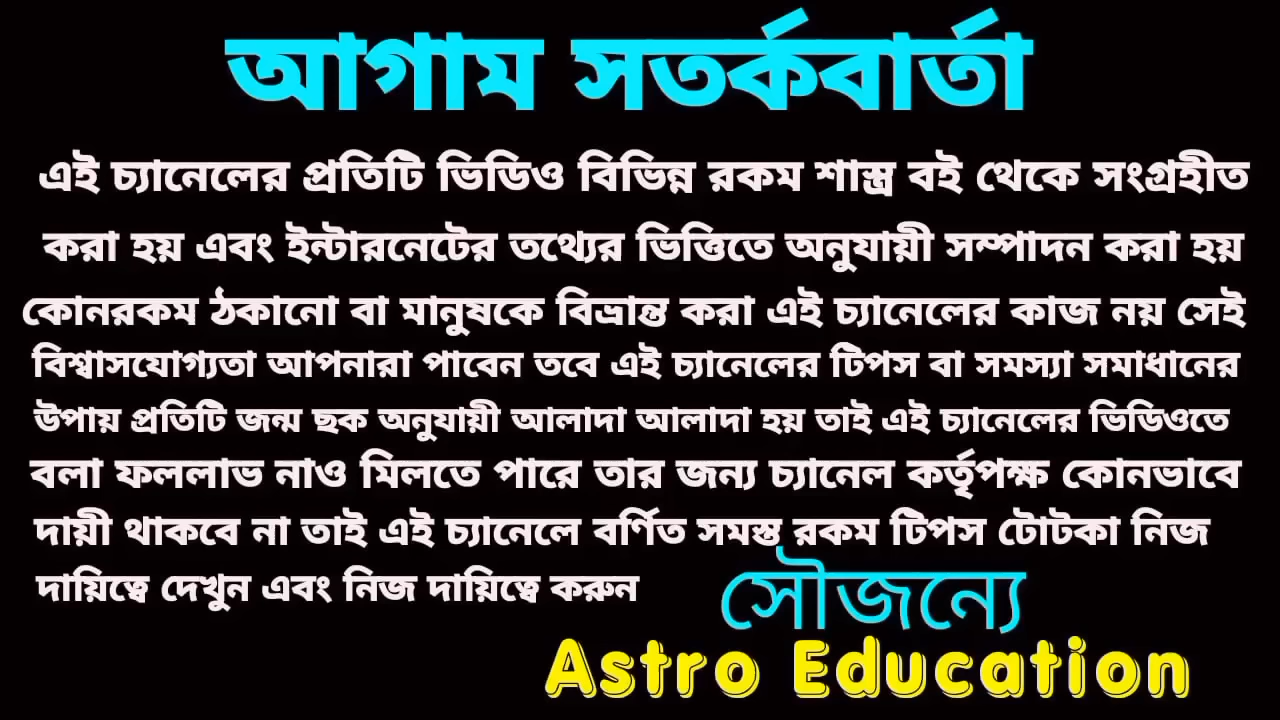 আগাম সতর্কবার্তা
এই চ্যানেলের প্রতিটি ভিডিও বিভিন্ন রকম শাস্ত্র বই থেকে সংগ্রহীত
করা হয় এবং ইন্টারনেটের তথ্যের ভিত্তিতে অনুযায়ী সম্পাদন করা হয়
কোনরকম ঠকানো বা মানুষকে বিভ্রান্ত করা এই চ্যানেলের কাজ নয় সেই
বিশ্বাসযোগ্যতা আপনারা পাবেন তবে এই চ্যানেলের টিপস বা সমস্যা সমাধানের
উপায় প্রতিটি জন্ম ছক অনুযায়ী আলাদা আলাদা হয় তাই এই চ্যানেলের ভিডিওতে
বলা ফললাভ নাও মিলতে পারে তার জন্য চ্যানেল কর্তৃপক্ষ কোনভাবে
দায়ী থাকবে না তাই এই চ্যানেলে বর্ণিত সমস্ত রকম টিপস টোটকা নিজ
দায়িত্বে দেখুন এবং নিজ দায়িত্বে করুন
সৌজন্যে
Astro Education